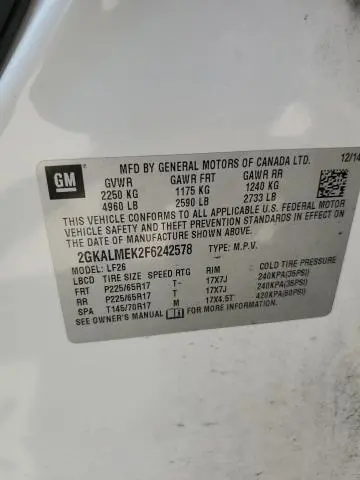 GM
MFD BY GENERAL MOTORS OF CANADA LTD. 12/14
GVWR GAWR FRT GAWR RR
2250 KG 1175 KG 1240 KG
4960 LB 2590 LB 2733 LB
THIS VEHICLE CONFORMS TO ALL APPLICABLE U.S. FEDERAL MOTOR
VEHICLE SAFETY AND THEFT PREVENTION STANDARDS IN EFFECT
ON THE DATE OF MANUFACTURE SHOWN ABOVE.
2GKALMEK2F6242578 TYPE: M.P.V.
MODEL: LF26
LBCD TIRE SIZE SPEED RTG RIM
FRT P225/65R17 T- 17X7J 240KPA(35PSI)
RR P225/65R17 T 17X7J 240KPA(35PSI)
SPA T145/70R17 M 17X4.5T 420KPA(60PSI)
SEE OWNER'S MANUAL FOR MORE INFORMATION